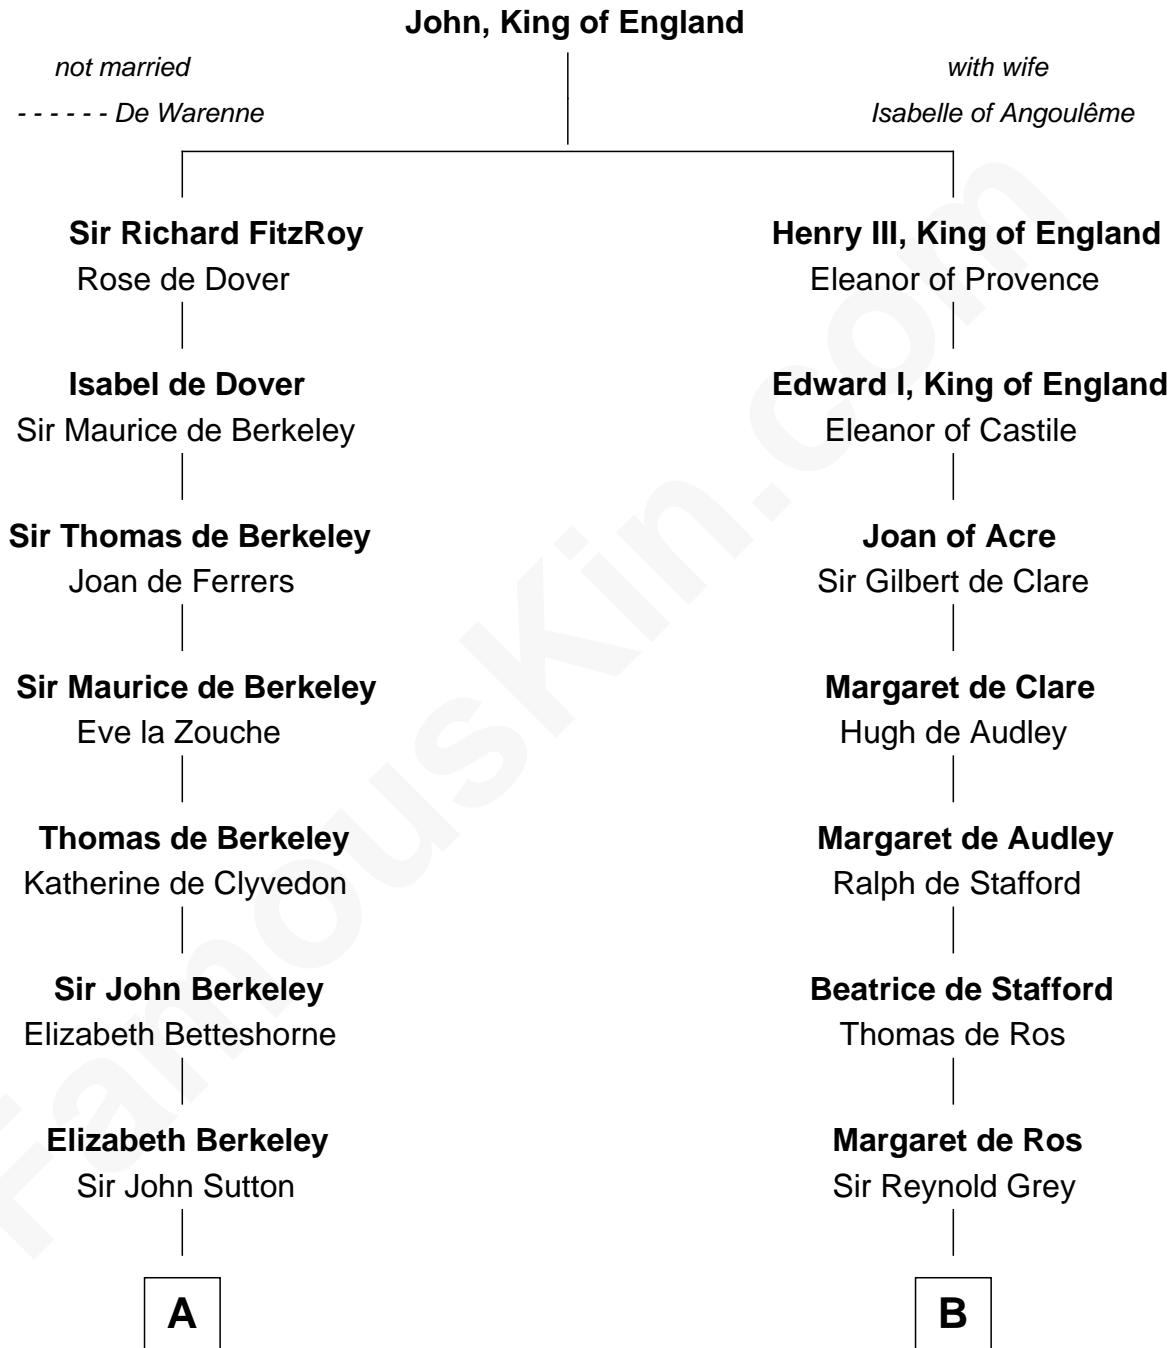 John, King of England
not married
with wife
- - - - - - De Warenne
Isabelle of Angoulême
Sir Richard FitzRoy
Rose de Dover
Henry III, King of England
Eleanor of Provence
Isabel de Dover
Sir Maurice de Berkeley
Edward I, King of England
Eleanor of Castile
Sir Thomas de Berkeley
Joan de Ferrers
Joan of Acre
Sir Gilbert de Clare
Sir Maurice de Berkeley
Eve la Zouche
Margaret de Clare
Hugh de Audley
Thomas de Berkeley
Katherine de Clyvedon
Margaret de Audley
Ralph de Stafford
Sir John Berkeley
Elizabeth Betteshorne
Beatrice de Stafford
Thomas de Ros
Elizabeth Berkeley
Sir John Sutton
Margaret de Ros
Sir Reynold Grey
A
B
FamousKin.com